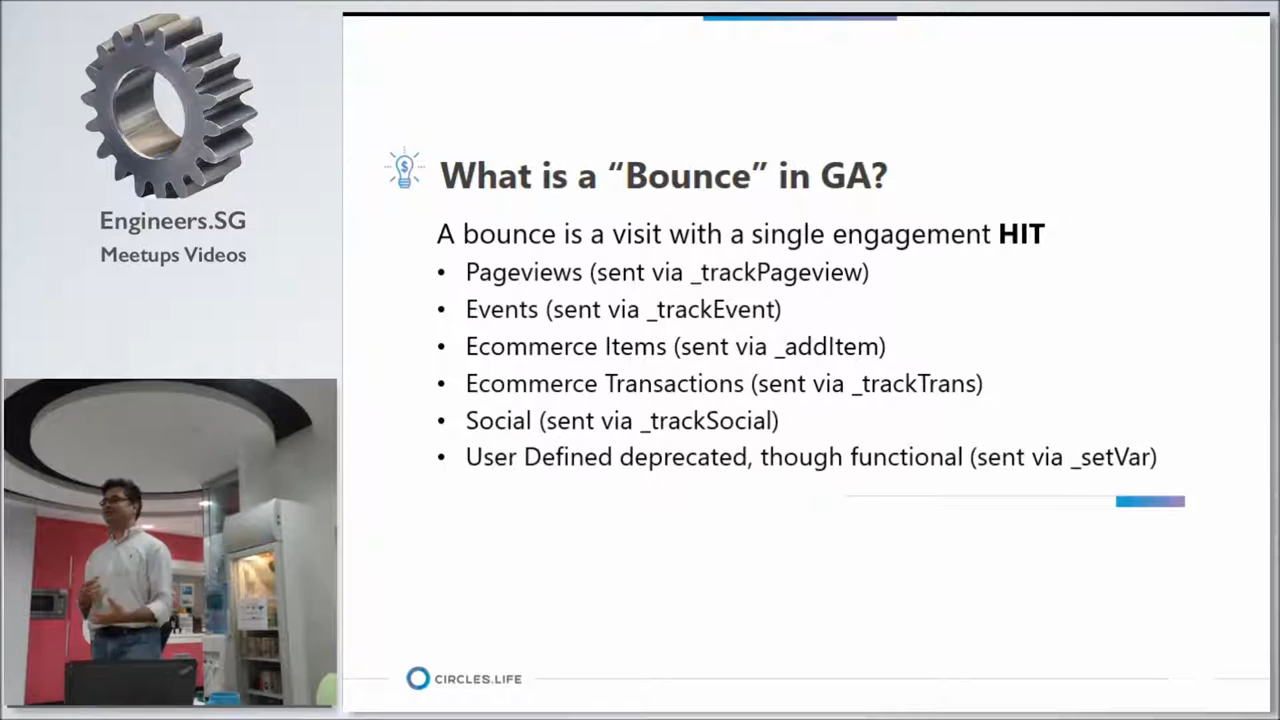 Engineers.SG
Meetups Videos
What is a “Bounce” in GA?
A bounce is a visit with a single engagement HIT
• Pageviews (sent via _trackPageview)
• Events (sent via _trackEvent)
• Ecommerce Items (sent via _addItem)
• Ecommerce Transactions (sent via _trackTrans)
• Social (sent via _trackSocial)
• User Defined deprecated, though functional (sent via _setVar)
CIRCLES.LIFE